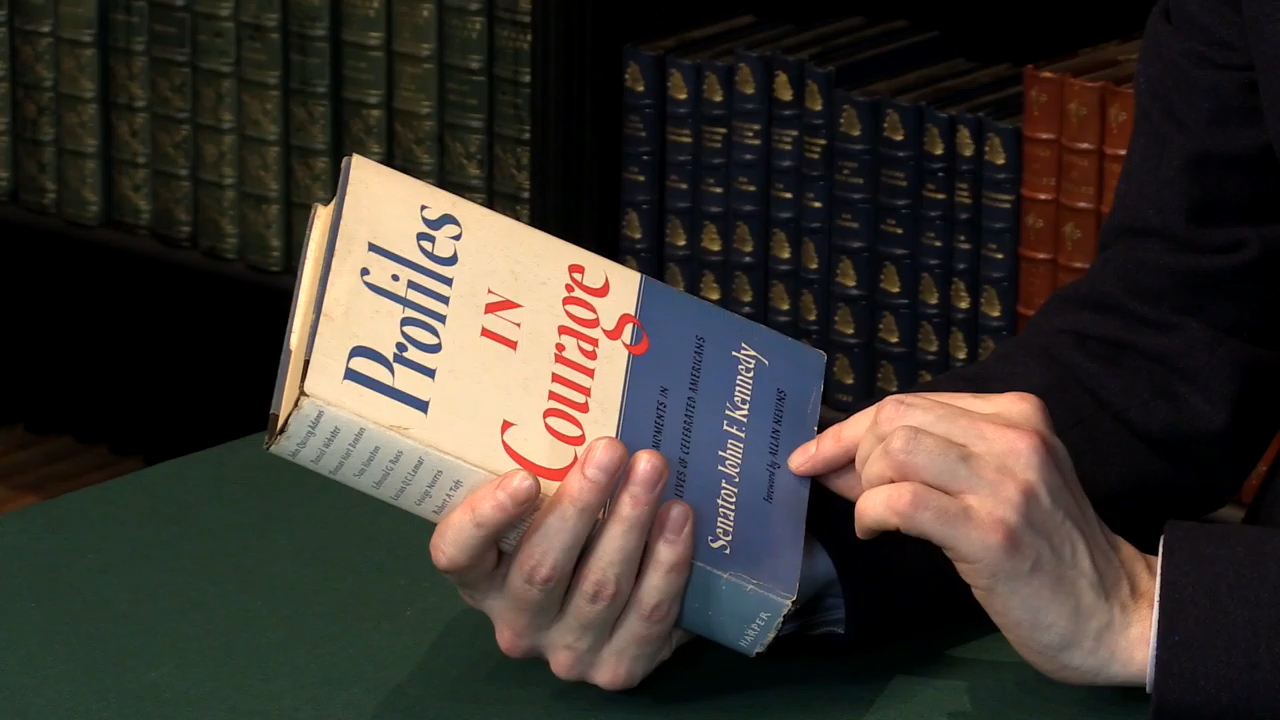 Profiles
IN
Courage
MOMENTS IN
LIVES OF CELEBRATED AMERICANS
Senator John F. Kennedy
Foreword by ALLAN NEVINS
John Quincy Adams
Daniel Webster
Thomas Hart Benton
Sam Houston
Edmund G. Ross
Lucius Q.C. Lamar
George Norris
Robert A. Taft
HARPER